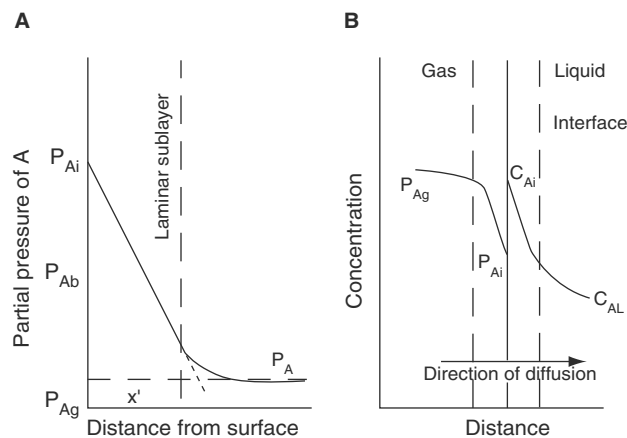 A
Partial pressure of A
P_Ai
P_Ab
P_Ag
Laminar sublayer
P_A
x'
Distance from surface
B
Concentration
Gas
Liquid
Interface
P_Ag
C_Ai
P_Ai
C_AL
Direction of diffusion
Distance